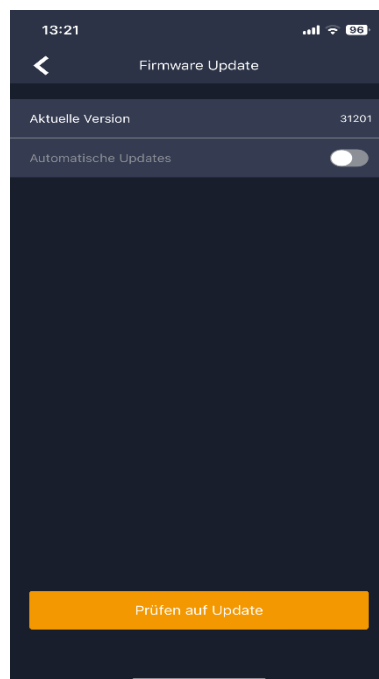 13:21
96
Firmware Update
Aktuelle Version 31201
Automatische Updates
Prüfen auf Update